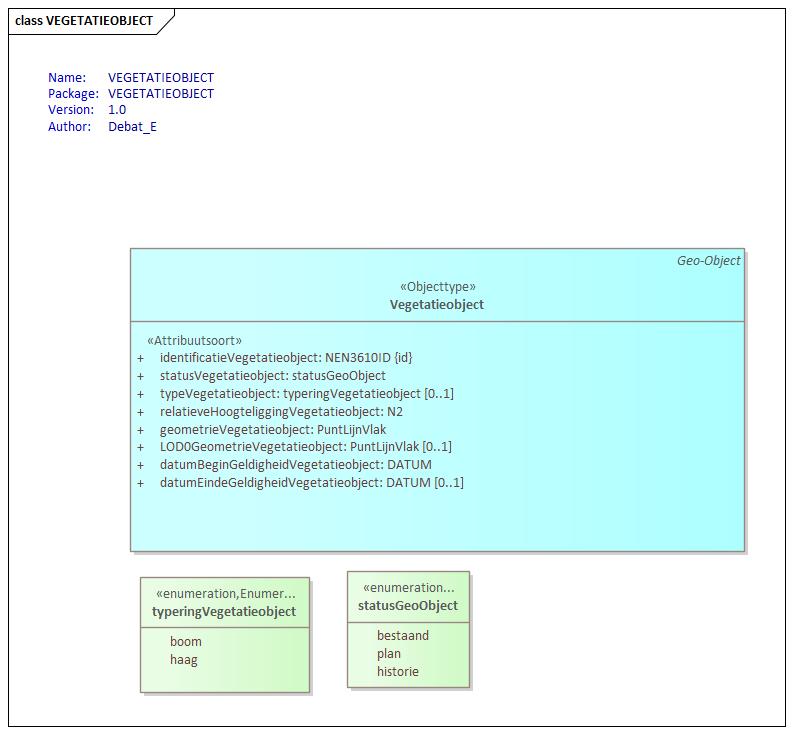 class VEGETATIEOBJECT
Name: VEGETATIEOBJECT
Package: VEGETATIEOBJECT
Version: 1.0
Author: Debat_E
Geo-Object
«Objecttype»
Vegetatieobject
«Attribuutsoort»
+ identificatieVegetatieobject: NEN3610ID {id}
+ statusVegetatieobject: statusGeoObject
+ typeVegetatieobject: typeringVegetatieobject [0..1]
+ relatieveHoogteliggingVegetatieobject: N2
+ geometrieVegetatieobject: PuntLijnVlak
+ LOD0GeometrieVegetatieobject: PuntLijnVlak [0..1]
+ datumBeginGeldigheidVegetatieobject: DATUM
+ datumEindeGeldigheidVegetatieobject: DATUM [0..1]
«enumeration,Enumer...
typeringVegetatieobject
boom
haag
«enumeration...
statusGeoObject
bestaand
plan
historie